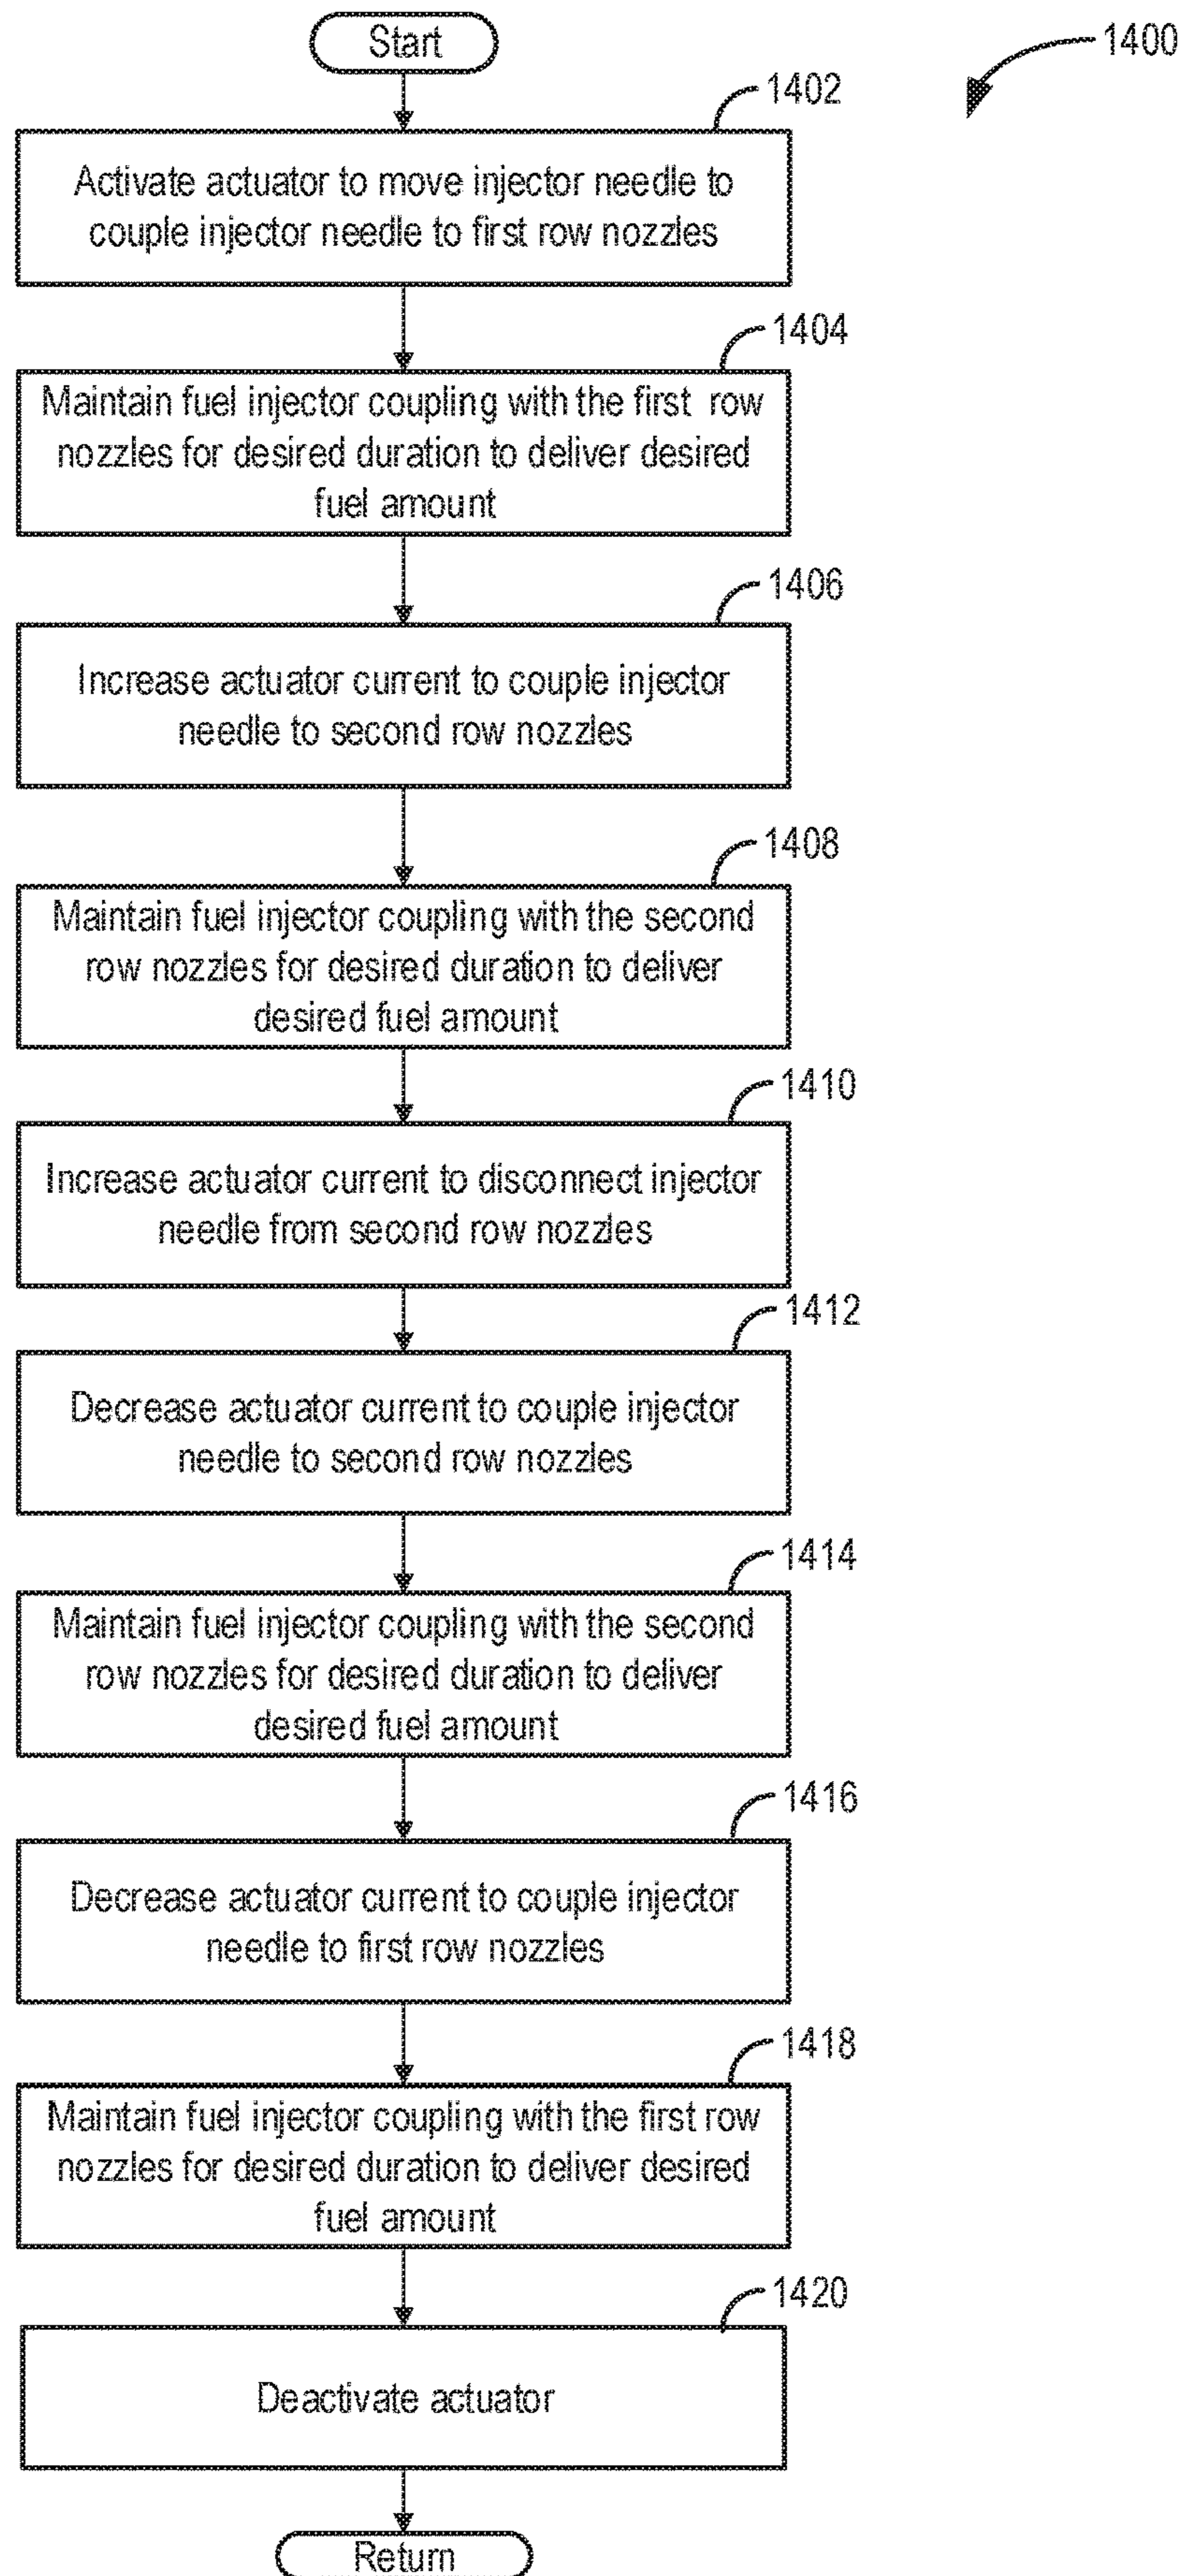 Start
1400
1402
Activate actuator to move injector needle to
couple injector needle to first row nozzles
1404
Maintain fuel injector coupling with the first row
nozzles for desired duration to deliver desired
fuel amount
1406
Increase actuator current to couple injector
needle to second row nozzles
1408
Maintain fuel injector coupling with the second
row nozzles for desired duration to deliver
desired fuel amount
1410
Increase actuator current to disconnect injector
needle from second row nozzles
1412
Decrease actuator current to couple injector
needle to second row nozzles
1414
Maintain fuel injector coupling with the second
row nozzles for desired duration to deliver
desired fuel amount
1416
Decrease actuator current to couple injector
needle to first row nozzles
1418
Maintain fuel injector coupling with the first row
nozzles for desired duration to deliver desired
fuel amount
1420
Deactivate actuator
Return